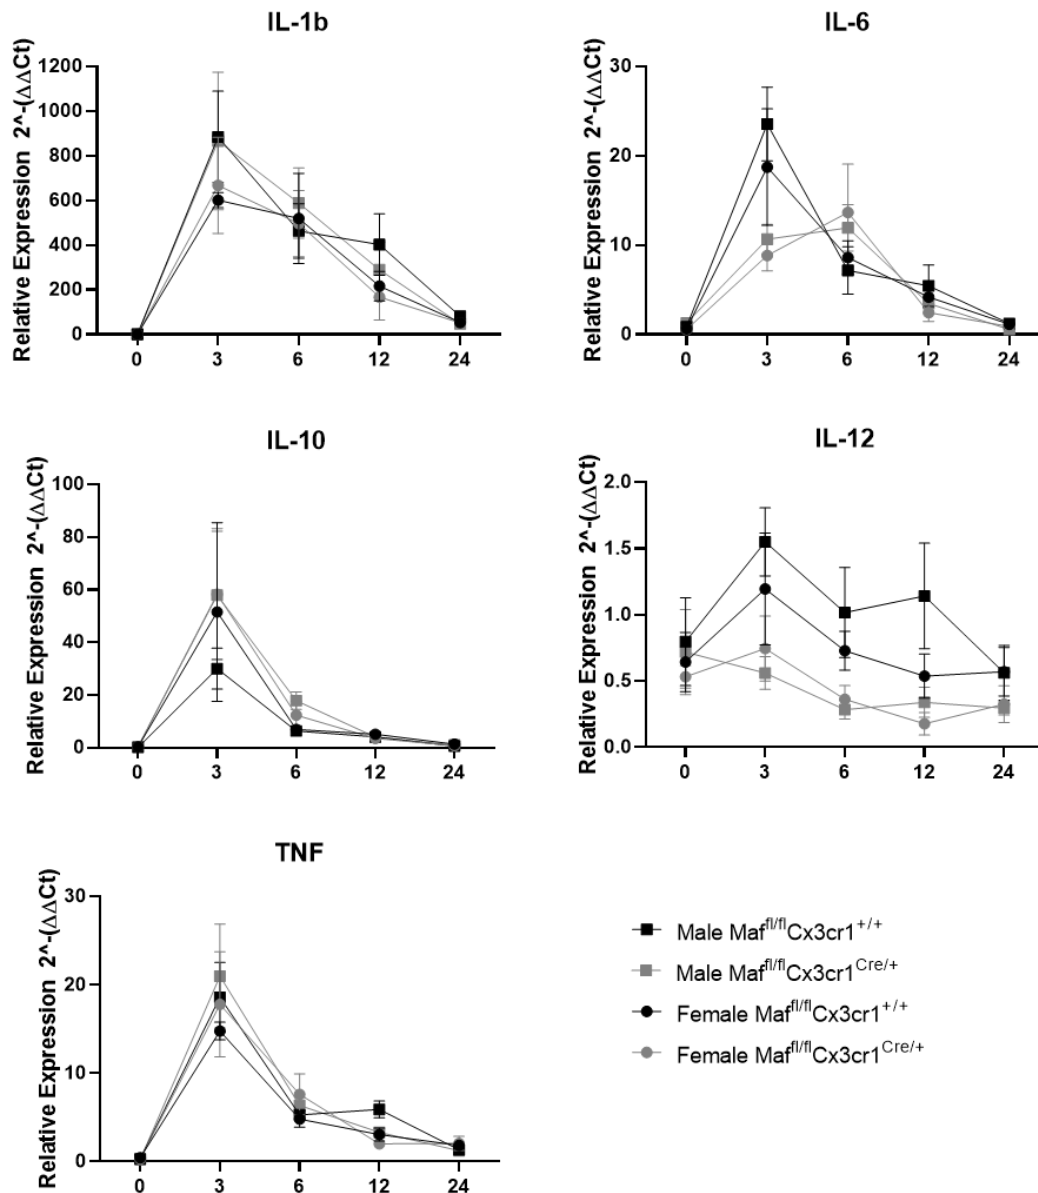 IL-1b
Relative Expression 2^-(ΔΔCt)
1200
1000
800
600
400
200
0
0 3 6 12 24
IL-6
Relative Expression 2^-(ΔΔCt)
30
20
10
0
0 3 6 12 24
IL-10
Relative Expression 2^-(ΔΔCt)
100
80
60
40
20
0
0 3 6 12 24
IL-12
Relative Expression 2^-(ΔΔCt)
2.0
1.5
1.0
0.5
0.0
0 3 6 12 24
TNF
Relative Expression 2^-(ΔΔCt)
30
20
10
0
0 3 6 12 24
Male Maf^fl/fl Cx3cr1^+/+
Male Maf^fl/fl Cx3cr1^Cre/+
Female Maf^fl/fl Cx3cr1^+/+
Female Maf^fl/fl Cx3cr1^Cre/+